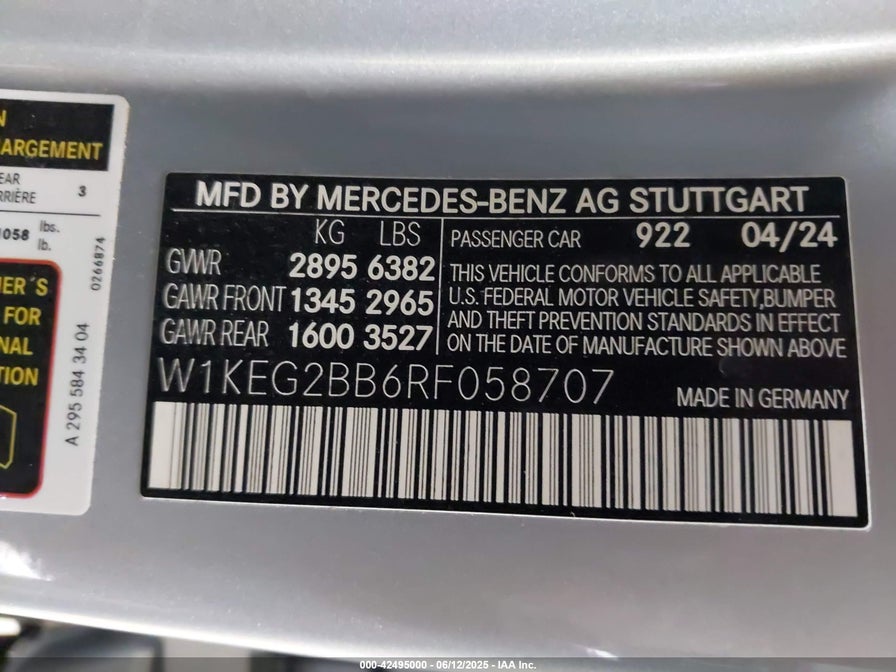 N
ARGEMENT
EAR
RRIÈRE 3
1058 lbs.
lb.
0266874
NER´S
FOR
NAL
TION
A 295 584 34 04
MFD BY MERCEDES-BENZ AG STUTTGART
KG LBS
GVWR 2895 6382
GAWR FRONT 1345 2965
GAWR REAR 1600 3527
PASSENGER CAR 922 04/24
THIS VEHICLE CONFORMS TO ALL APPLICABLE
U.S. FEDERAL MOTOR VEHICLE SAFETY,BUMPER
AND THEFT PREVENTION STANDARDS IN EFFECT
ON THE DATE OF MANUFACTURE SHOWN ABOVE
W1KEG2BB6RF058707 MADE IN GERMANY
000-42495000 - 06/12/2025 - IAA Inc.